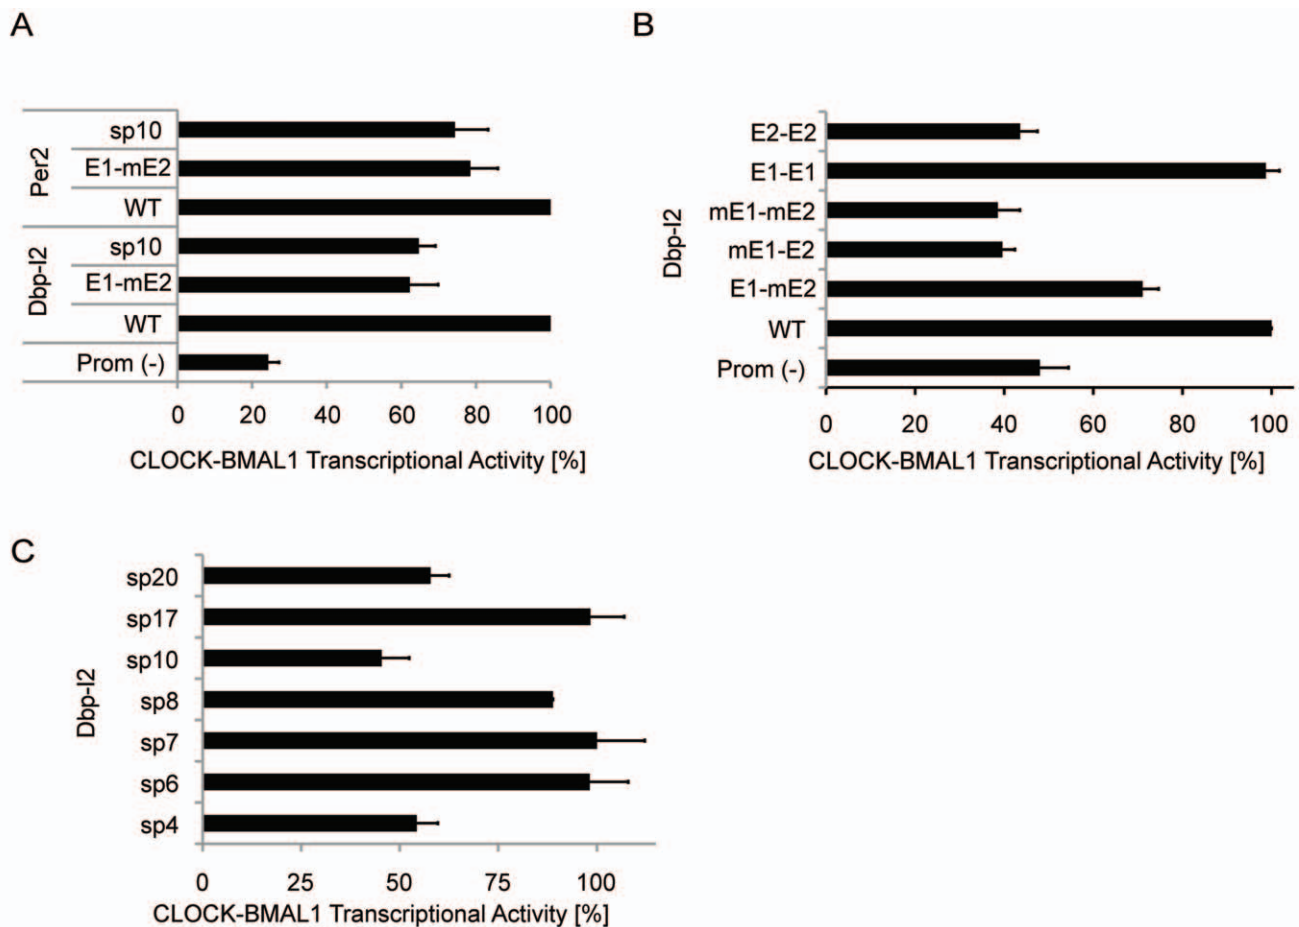 A
Per2
sp10
E1-mE2
WT
Dbp-I2
sp10
E1-mE2
WT
Prom (-)
0 20 40 60 80 100
CLOCK-BMAL1 Transcriptional Activity [%]
B
Dbp-I2
E2-E2
E1-E1
mE1-mE2
mE1-E2
E1-mE2
WT
Prom (-)
0 20 40 60 80 100
CLOCK-BMAL1 Transcriptional Activity [%]
C
Dbp-I2
sp20
sp17
sp10
sp8
sp7
sp6
sp4
0 25 50 75 100
CLOCK-BMAL1 Transcriptional Activity [%]